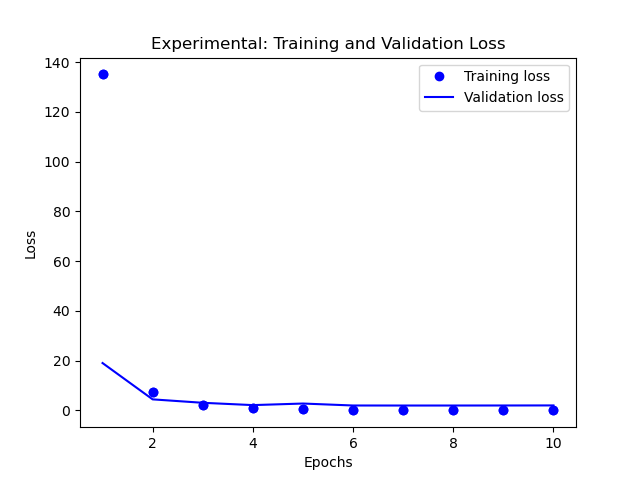 Experimental: Training and Validation Loss
Training loss
Validation loss
140
120
100
80
60
40
20
0
Loss
2 4 6 8 10
Epochs